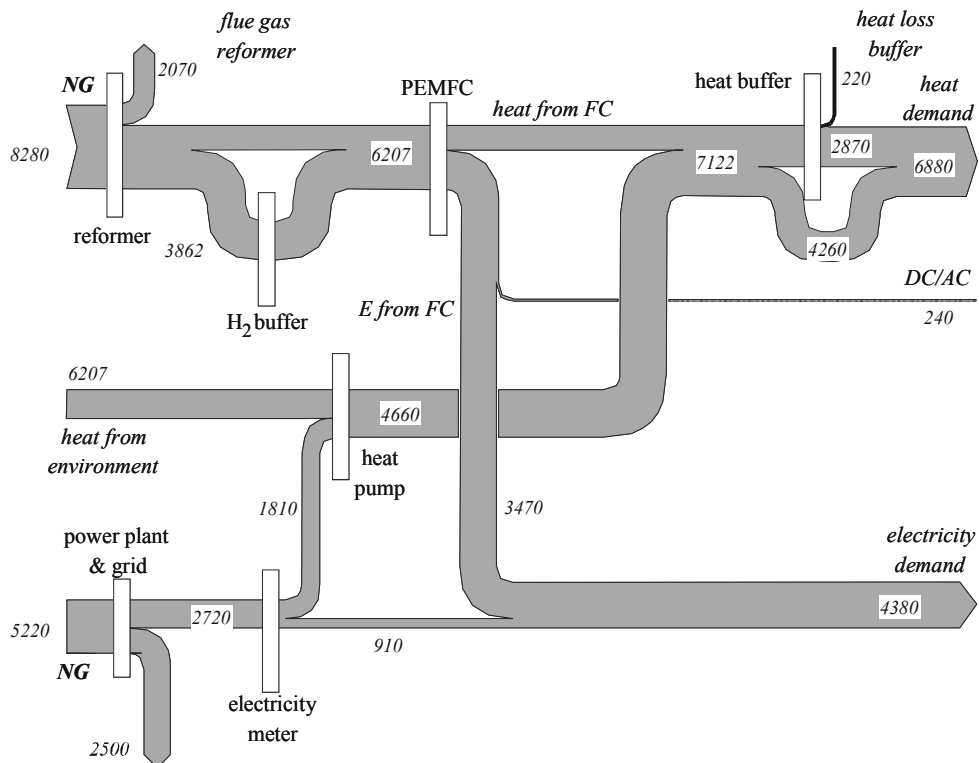 flue gas
reformer
heat loss
buffer
NG
2070
PEMFC
heat buffer
220
heat
demand
heat from FC
8280
6207
7122
2870
6880
reformer
3862
4260
H2 buffer
E from FC
DC/AC
240
6207
4660
heat from
environment
heat
pump
1810
3470
power plant
& grid
electricity
demand
5220
2720
4380
910
NG
electricity
meter
2500